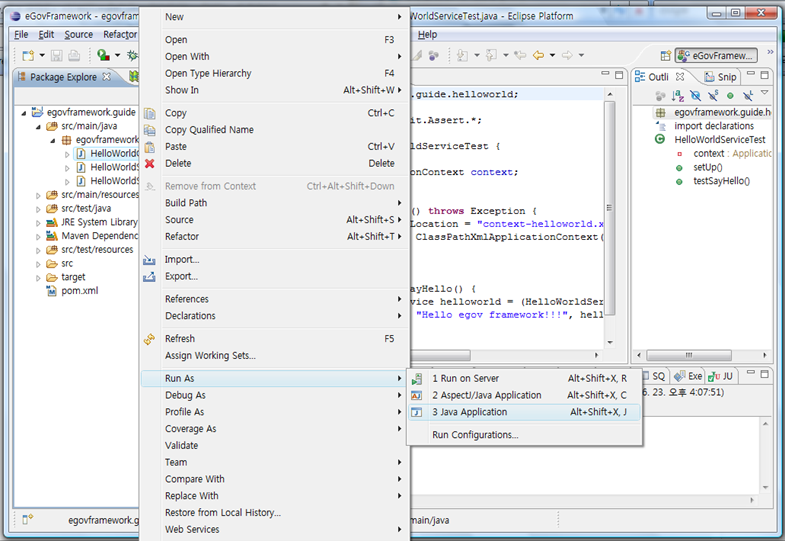 eGovFramework - egovframew
WorldServiceTest.java - Eclipse Platform
File Edit Source Refactor
Help
eGovFramew...
Package Explore
Outli
Snip
egovframework.guide
src/main/java
egovframework
HelloWorldC
HelloWorldS
HelloWorldS
src/main/resources
src/test/java
JRE System Library
Maven Dependenc
src/test/resources
src
target
pom.xml
New
Open F3
Open With
Open Type Hierarchy F4
Show In Alt+Shift+W
Copy Ctrl+C
Copy Qualified Name
Paste Ctrl+V
Delete Delete
Remove from Context Ctrl+Alt+Shift+Down
Build Path
Source Alt+Shift+S
Refactor Alt+Shift+T
Import...
Export...
References
Declarations
Refresh F5
Assign Working Sets...
Run As
Debug As
Profile As
Coverage As
Validate
Team
Compare With
Replace With
Restore from Local History...
Web Services
1 Run on Server Alt+Shift+X, R
2 AspectJ/Java Application Alt+Shift+X, C
3 Java Application Alt+Shift+X, J
Run Configurations...
.guide.helloworld;
it.Assert.*;
ldServiceTest {
onContext context;
() throws Exception {
Location = "context-helloworld.x
ClassPathXmlApplicationContext(
ayHello() {
vice helloworld = (HelloWorldSer
"Hello egov framework!!!", hell
egovframework.guide.h
import declarations
HelloWorldServiceTest
context : Applicatio
setUp()
testSayHello()
SQ
Exe
JU
6. 23. 오후 4:07:51)
egovframework.g
main/java